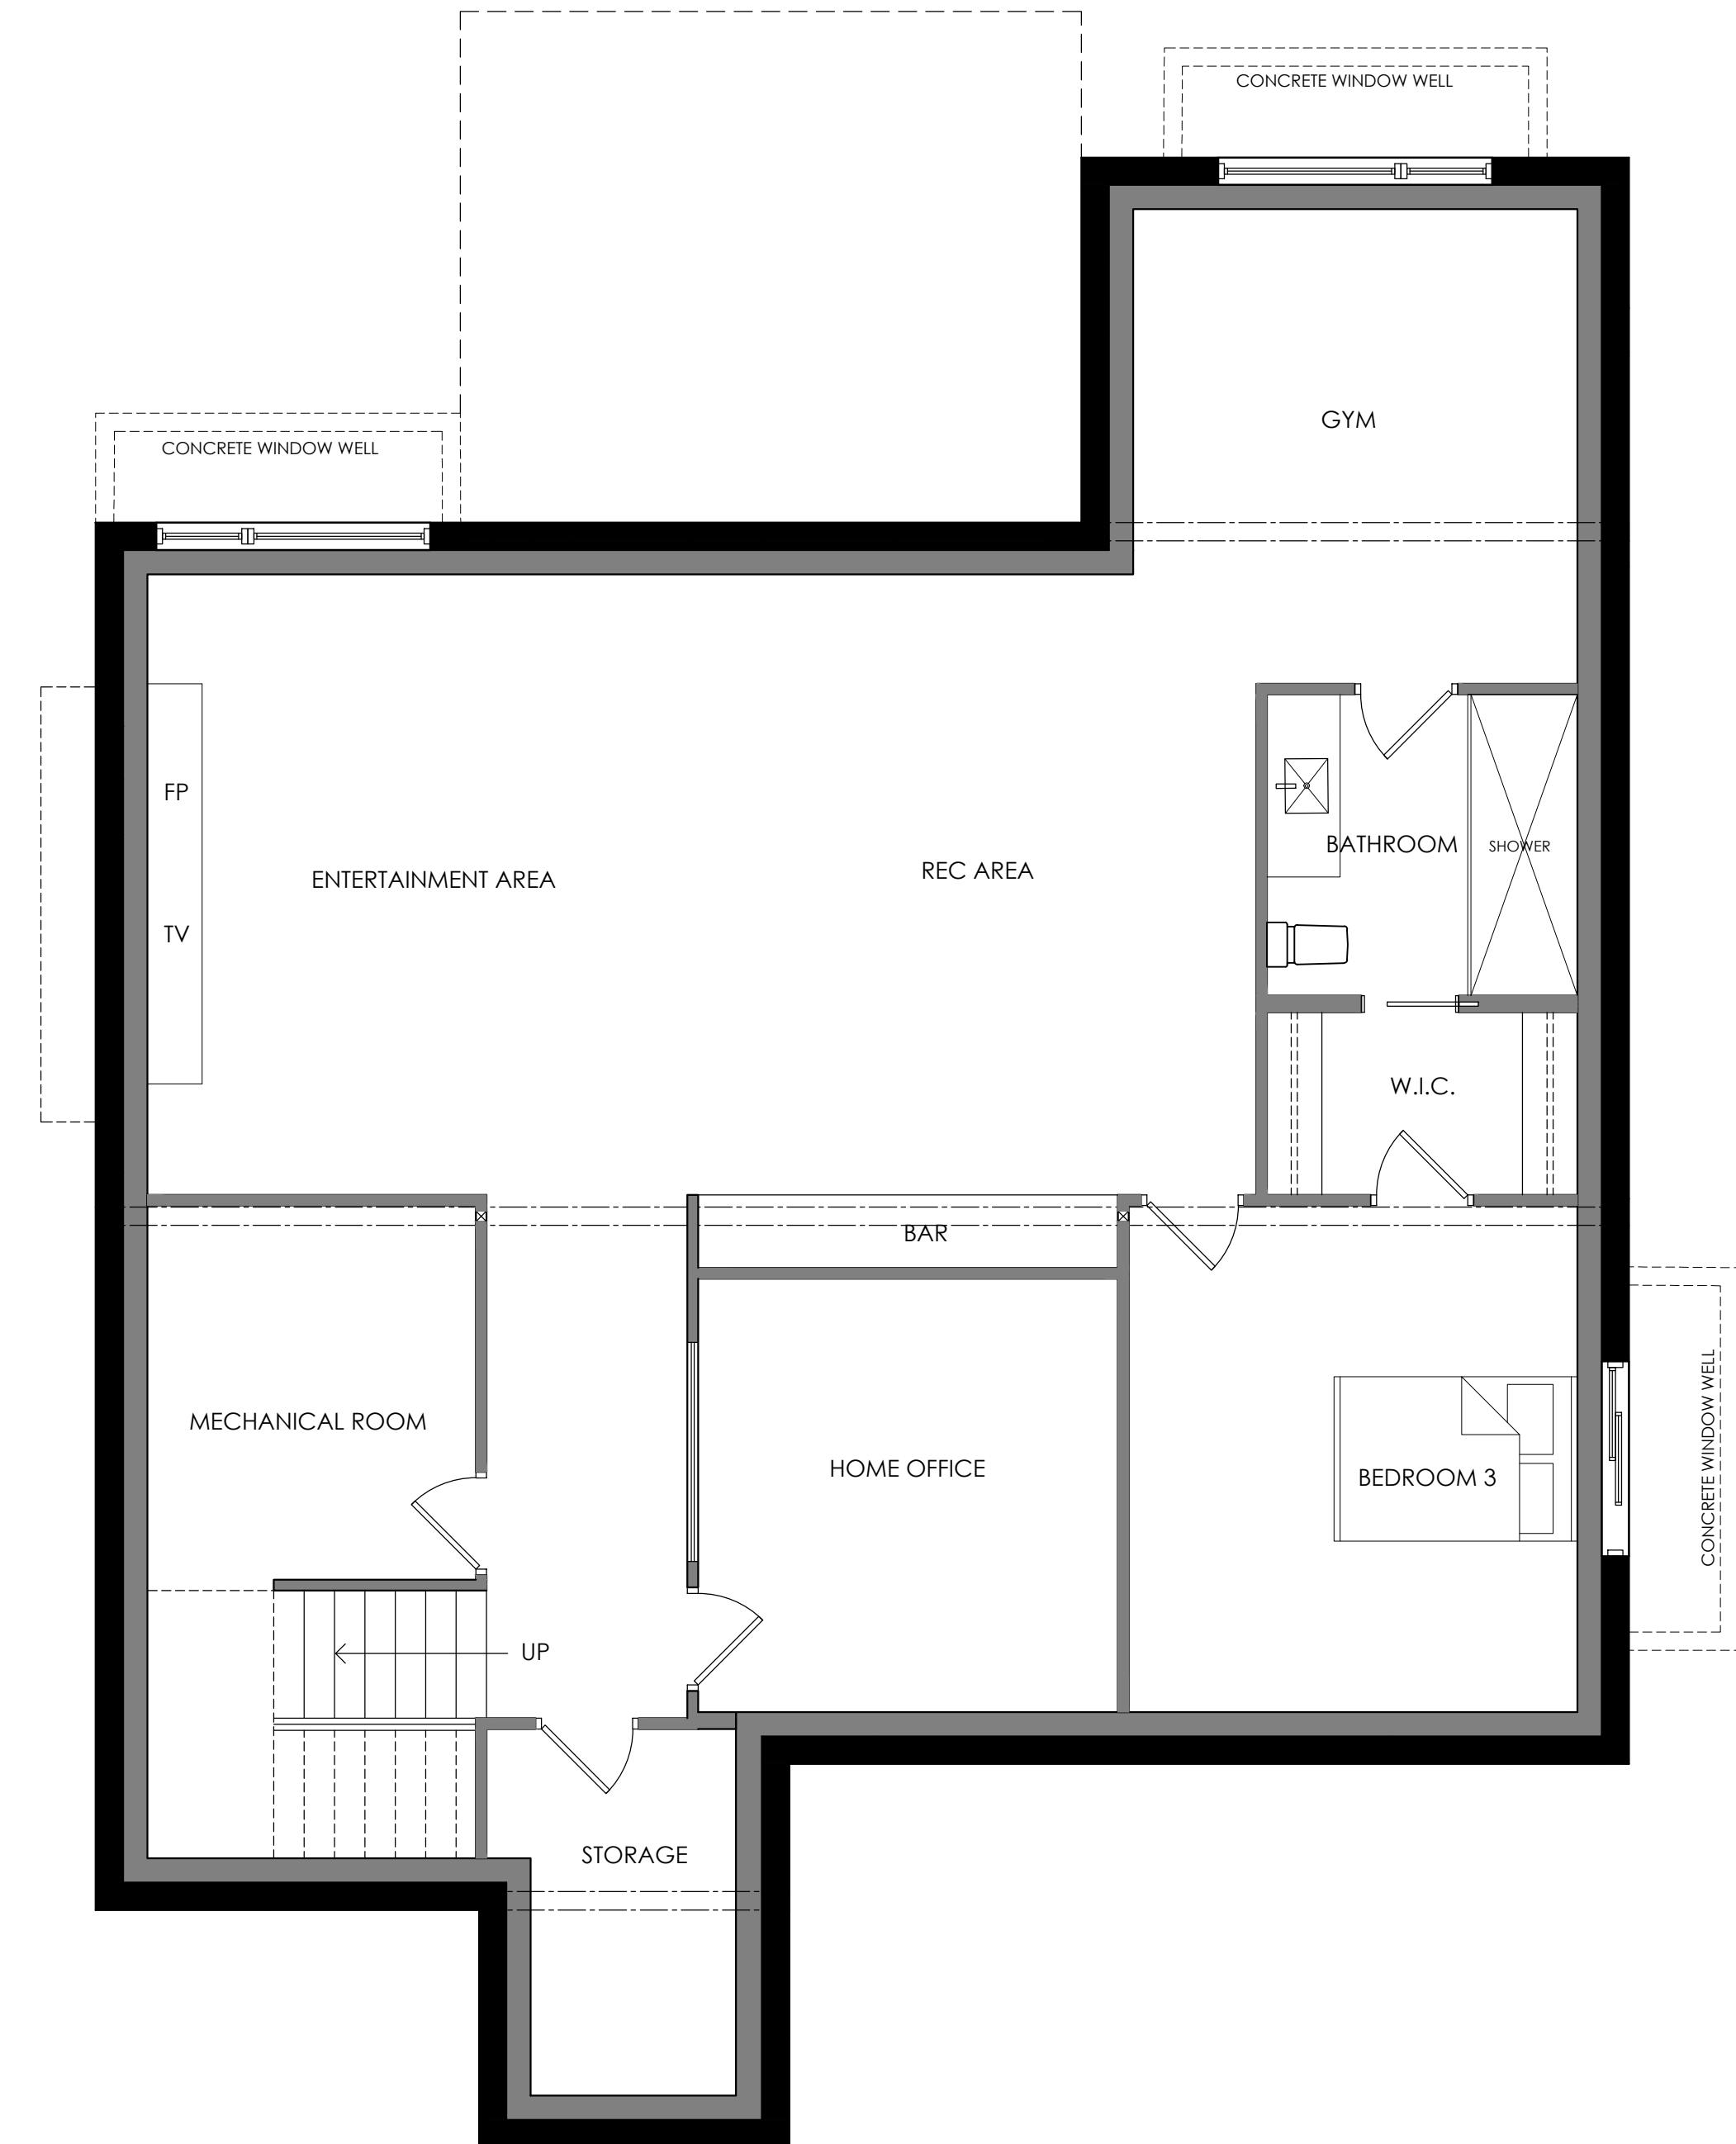 CONCRETE WINDOW WELL
GYM
CONCRETE WINDOW WELL
FP
BATHROOM
SHOWER
ENTERTAINMENT AREA
REC AREA
TV
W.I.C.
BAR
MECHANICAL ROOM
HOME OFFICE
BEDROOM 3
CONCRETE WINDOW WELL
UP
STORAGE